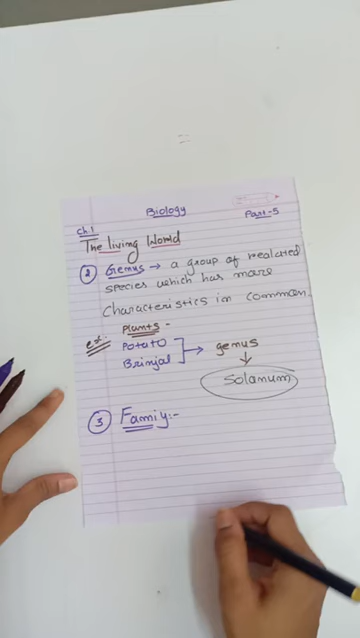 Biology
Part-5
Ch.1
The living World
② Genus → a group of realated
species which has more
characteristics in common.
Plants -
ex:- Potato
Brinjal
→ genus
↓
Solanum
③ Family:-